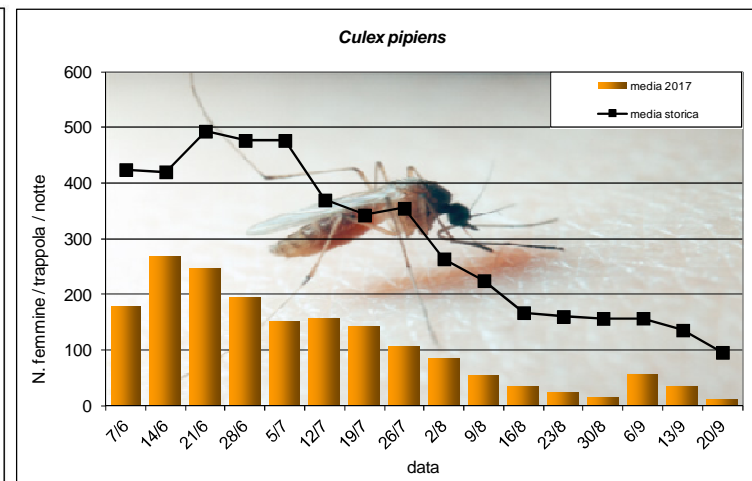 Culex pipiens
600
500
400
300
200
100
0
N. femmine / trappola / notte
media 2017
media storica
7/6 14/6 21/6 28/6 5/7 12/7 19/7 26/7 2/8 9/8 16/8 23/8 30/8 6/9 13/9 20/9
data